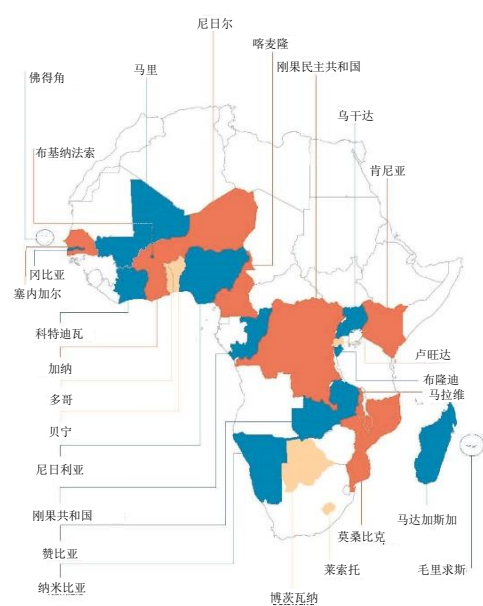 尼日尔
喀麦隆
刚果民主共和国
佛得角
马里
乌干达
布基纳法索
肯尼亚
冈比亚
塞内加尔
科特迪瓦
卢旺达
加纳
布隆迪
马拉维
多哥
贝宁
尼日利亚
刚果共和国
马达加斯加
莫桑比克
赞比亚
莱索托
毛里求斯
纳米比亚
博茨瓦纳